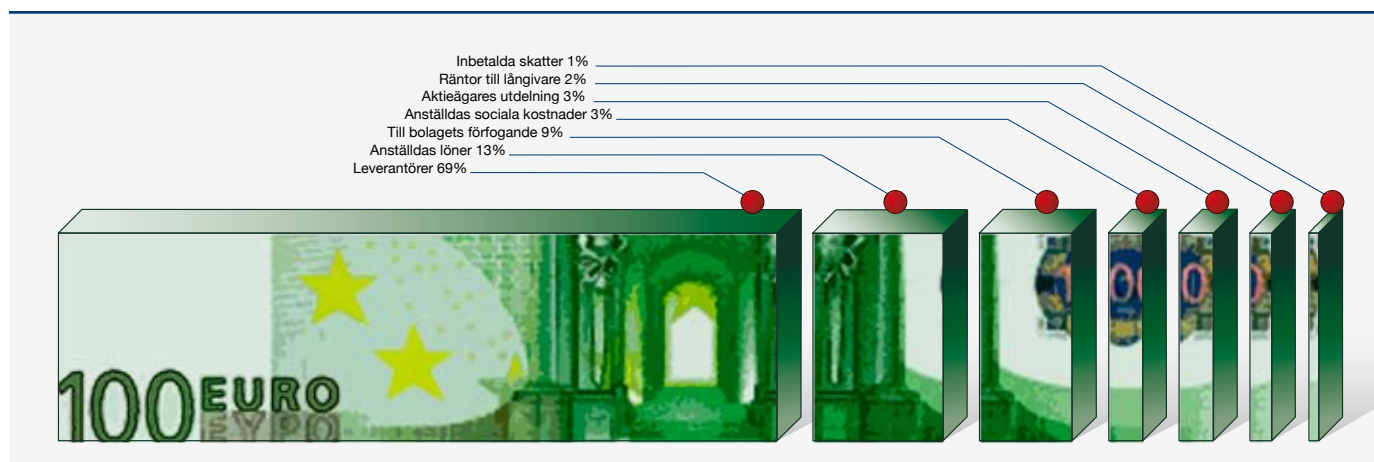 Inbetalda skatter 1%
Räntor till långivare 2%
Aktieägares utdelning 3%
Anställdas sociala kostnader 3%
Till bolagets förfogande 9%
Anställdas löner 13%
Leverantörer 69%
100 EURO
EYPO